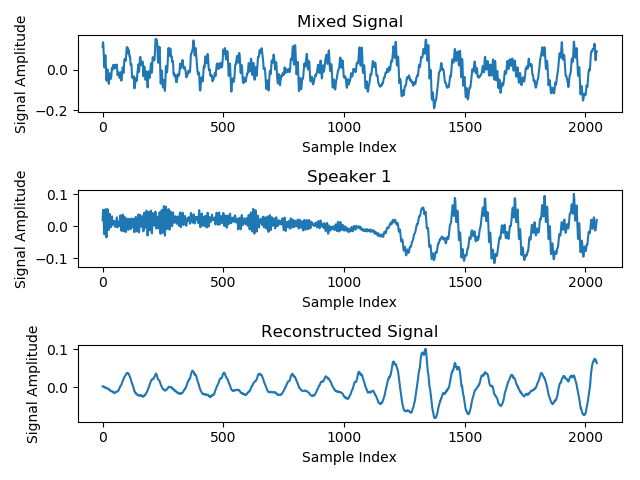 Mixed Signal
Signal Amplitude
0.0
−0.2
0 500 1000 1500 2000
Sample Index
Speaker 1
Signal Amplitude
0.1
0.0
−0.1
0 500 1000 1500 2000
Sample Index
Reconstructed Signal
Signal Amplitude
0.1
0.0
0 500 1000 1500 2000
Sample Index